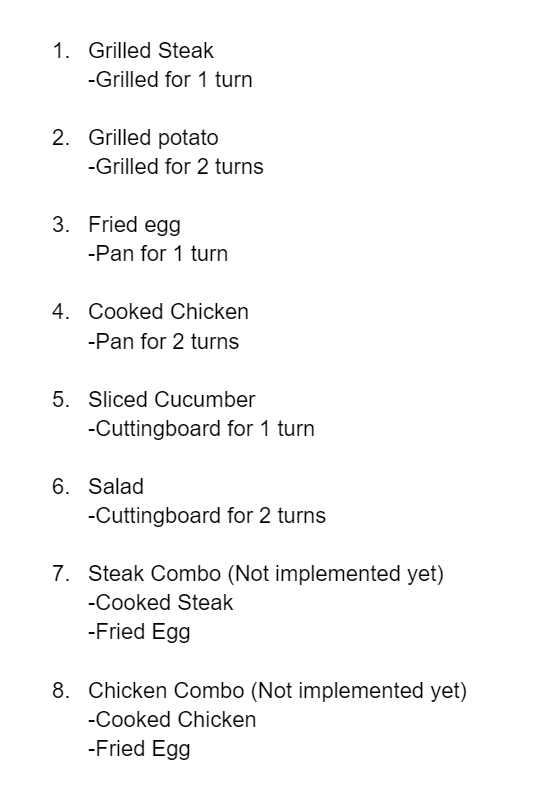 1. Grilled Steak
-Grilled for 1 turn
2. Grilled potato
-Grilled for 2 turns
3. Fried egg
-Pan for 1 turn
4. Cooked Chicken
-Pan for 2 turns
5. Sliced Cucumber
-Cuttingboard for 1 turn
6. Salad
-Cuttingboard for 2 turns
7. Steak Combo (Not implemented yet)
-Cooked Steak
-Fried Egg
8. Chicken Combo (Not implemented yet)
-Cooked Chicken
-Fried Egg